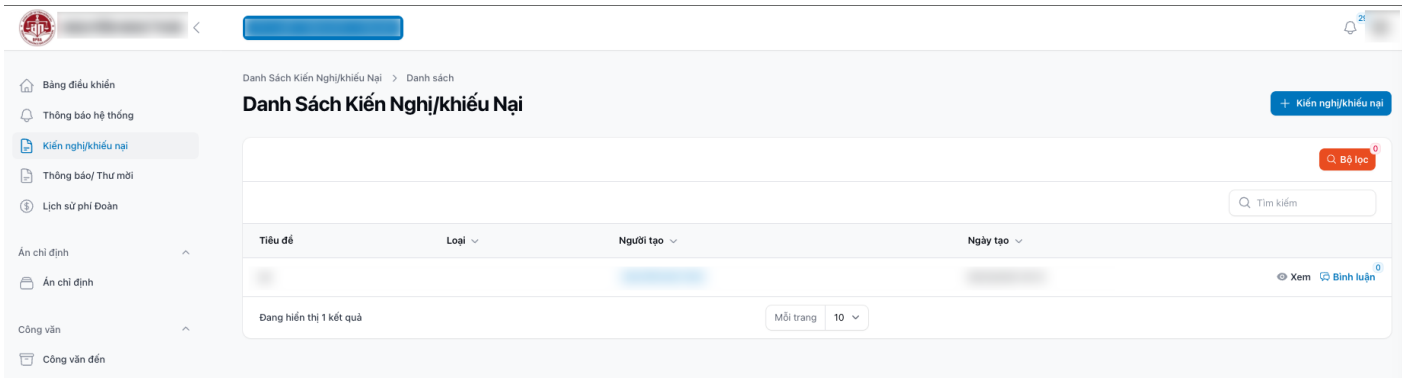 Danh Sách Kiến Nghị/khiếu Nại > Danh sách
Danh Sách Kiến Nghị/khiếu Nại
+ Kiến nghị/khiếu nại
Bảng điều khiển
Thông báo hệ thống
Kiến nghị/khiếu nại
Thông báo/ Thư mời
Lịch sử phí Đoàn
Án chỉ định
Án chỉ định
Công văn
Công văn đến
Bộ lọc 0
Tìm kiếm
Tiêu đề Loại Người tạo Ngày tạo
Xem Bình luận 0
Đang hiển thị 1 kết quả Mỗi trang 10